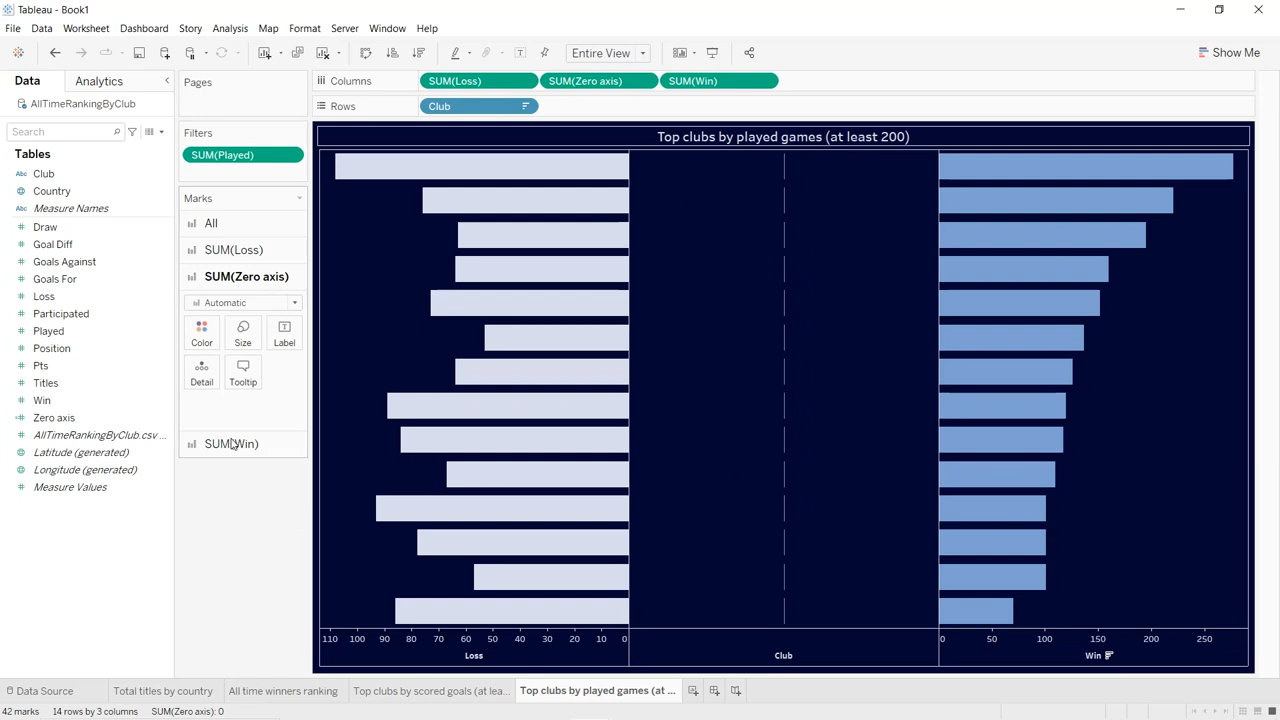 Tableau - Book1
File Data Worksheet Dashboard Story Analysis Map Format Server Window Help
Entire View
Show Me
Data Analytics
AllTimeRankingByClub
Search
Tables
Abc Club
Country
Abc Measure Names
Draw
Goal Diff
Goals Against
Goals For
Loss
Participated
Played
Position
Pts
Titles
Win
Zero axis
AllTimeRankingByClub.csv ...
Latitude (generated)
Longitude (generated)
Measure Values
Pages
Filters
SUM(Played)
Marks
All
SUM(Loss)
SUM(Zero axis)
Automatic
Color Size Label
Detail Tooltip
SUM(Win)
Columns SUM(Loss) SUM(Zero axis) SUM(Win)
Rows Club
Top clubs by played games (at least 200)
110 100 90 80 70 60 50 40 30 20 10 0
0 50 100 150 200 250
Loss Club Win
Data Source Total titles by country All time winners ranking Top clubs by scored goals (at lea... Top clubs by played games (at ...
42 marks 14 rows by 3 columns SUM(Zero axis): 0